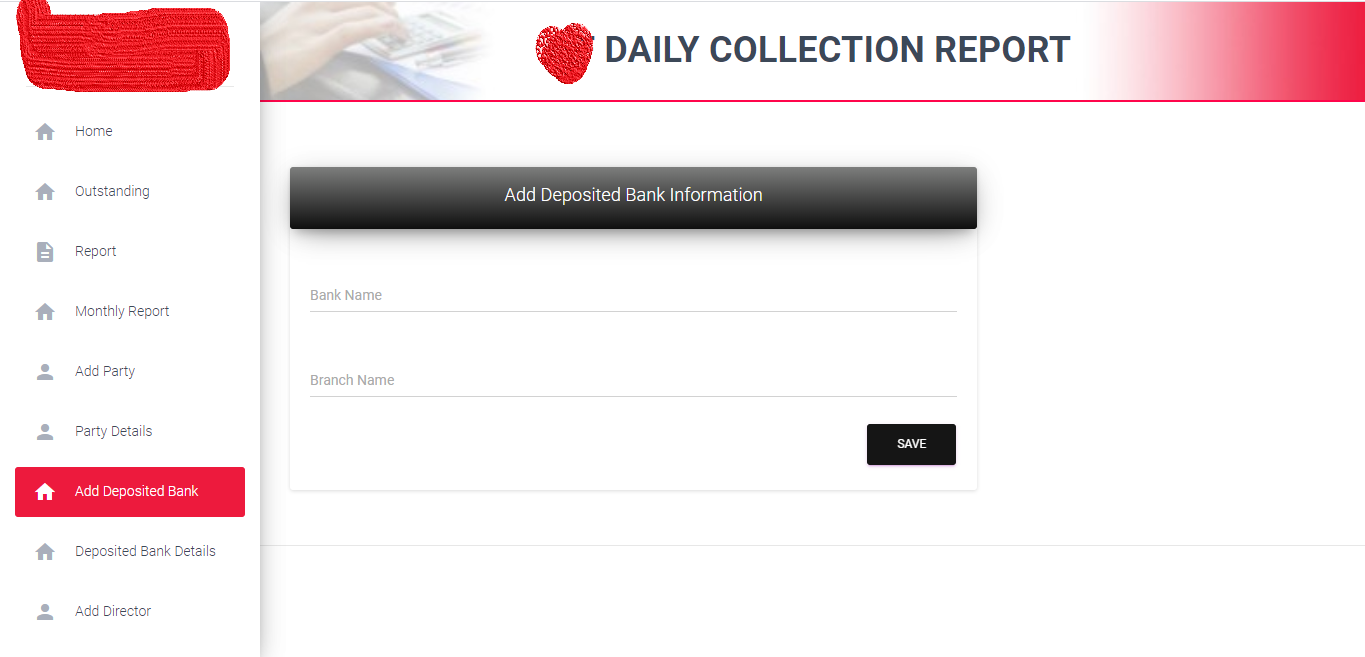 DAILY COLLECTION REPORT
Home
Outstanding
Report
Monthly Report
Add Party
Party Details
Add Deposited Bank
Deposited Bank Details
Add Director
Add Deposited Bank Information
Bank Name
Branch Name
SAVE